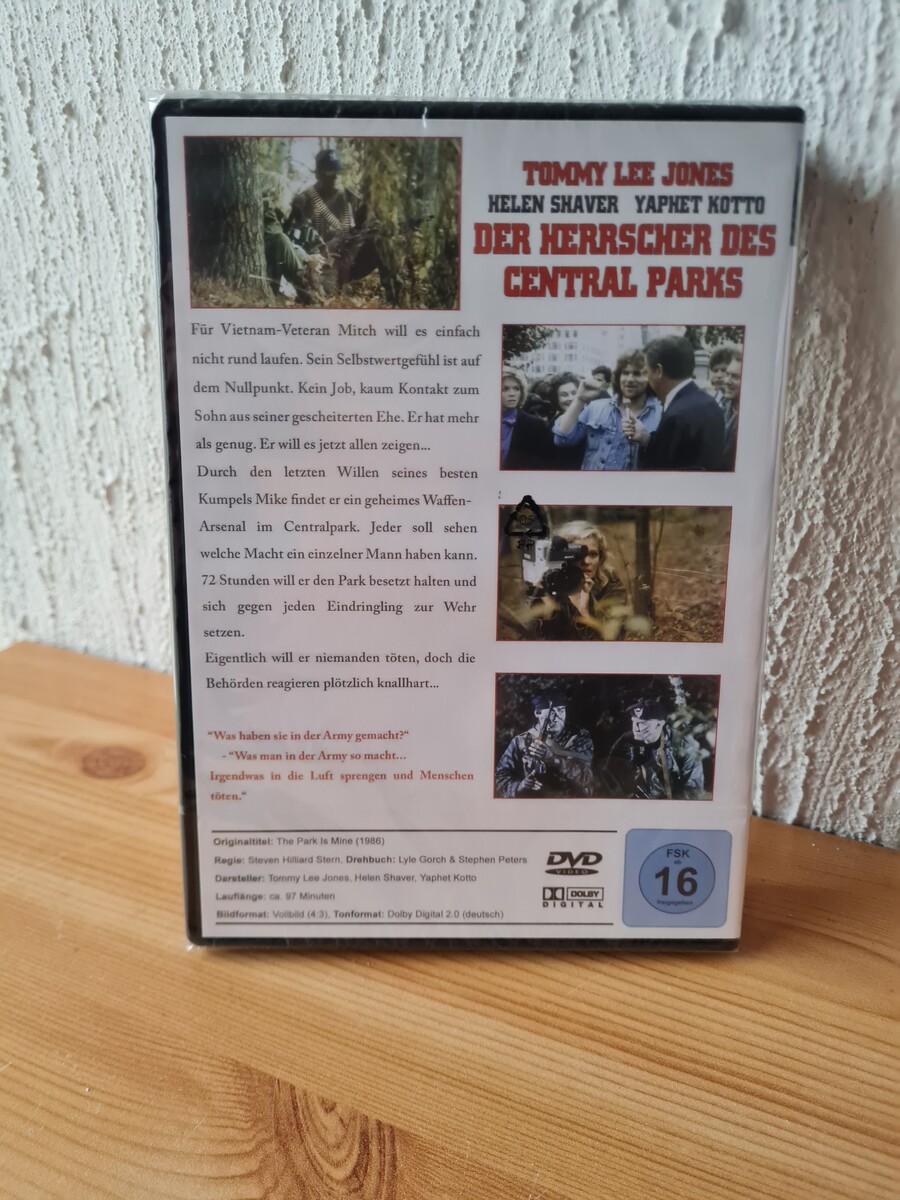 TOMMY LEE JONES
HELEN SHAVER YAPHET KOTTO
DER HERRSCHER DES
CENTRAL PARKS
Für Vietnam-Veteran Mitch will es einfach
nicht rund laufen. Sein Selbstwertgefühl ist auf
dem Nullpunkt. Kein Job, kaum Kontakt zum
Sohn aus seiner gescheiterten Ehe. Er hat mehr
als genug. Er will es jetzt allen zeigen...
Durch den letzten Willen seines besten
Kumpels Mike findet er ein geheimes Waffen-
Arsenal im Centralpark. Jeder soll sehen
welche Macht ein einzelner Mann haben kann.
72 Stunden will er den Park besetzt halten und
sich gegen jeden Eindringling zur Wehr
setzen.
Eigentlich will er niemanden töten, doch die
Behörden reagieren plötzlich knallhart...
"Was haben sie in der Army gemacht?"
- "Was man in der Army so macht...
Irgendwas in die Luft sprengen und Menschen
töten."
Originaltitel: The Park Is Mine (1986)
Regie: Steven Hilliard Stern, Drehbuch: Lyle Gorch & Stephen Peters
Darsteller: Tommy Lee Jones, Helen Shaver, Yaphet Kotto
Lauflänge: ca. 97 Minuten
Bildformat: Vollbild (4:3), Tonformat: Dolby Digital 2.0 (deutsch)
DVD
VIDEO
DOLBY
DIGITAL
FSK
ab
16
freigegeben